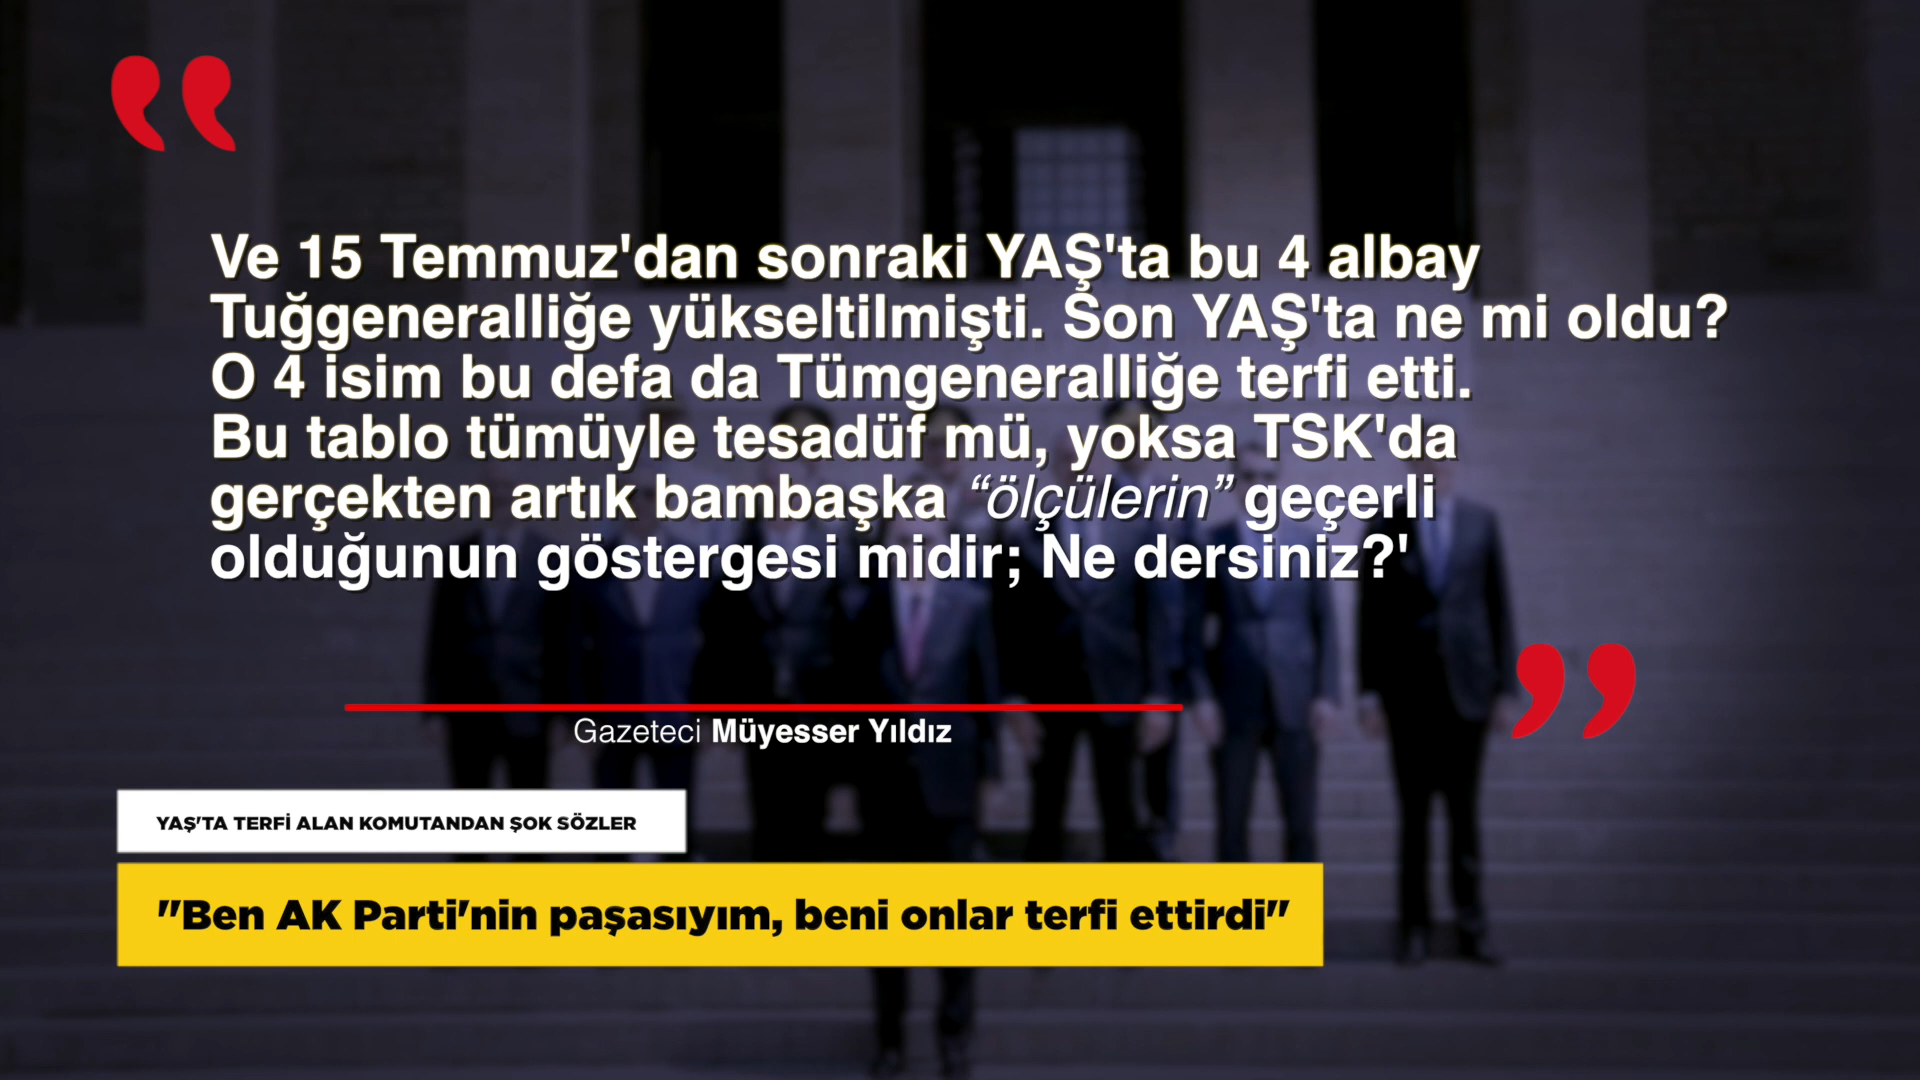 Ve 15 Temmuz'dan sonraki YAŞ'ta bu 4 albay
Tuğgeneralliğe yükseltilmişti. Son YAŞ'ta ne mi oldu?
O 4 isim bu defa da Tümgeneralliğe terfi etti.
Bu tablo tümüyle tesadüf mü, yoksa TSK'da
gerçekten artık bambaşka “ölçülerin” geçerli
olduğunun göstergesi midir; Ne dersiniz?'
Gazeteci Müyesser Yıldız
YAŞ'TA TERFİ ALAN KOMUTANDAN ŞOK SÖZLER
"Ben AK Parti'nin paşasıyım, beni onlar terfi ettirdi"